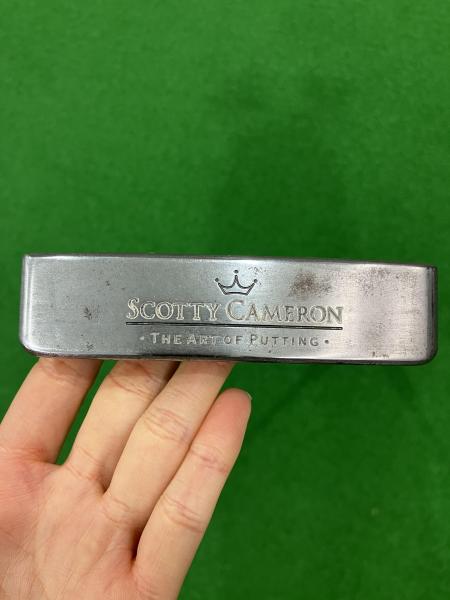 SCOTTY CAMERON
• THE ART OF PUTTING •